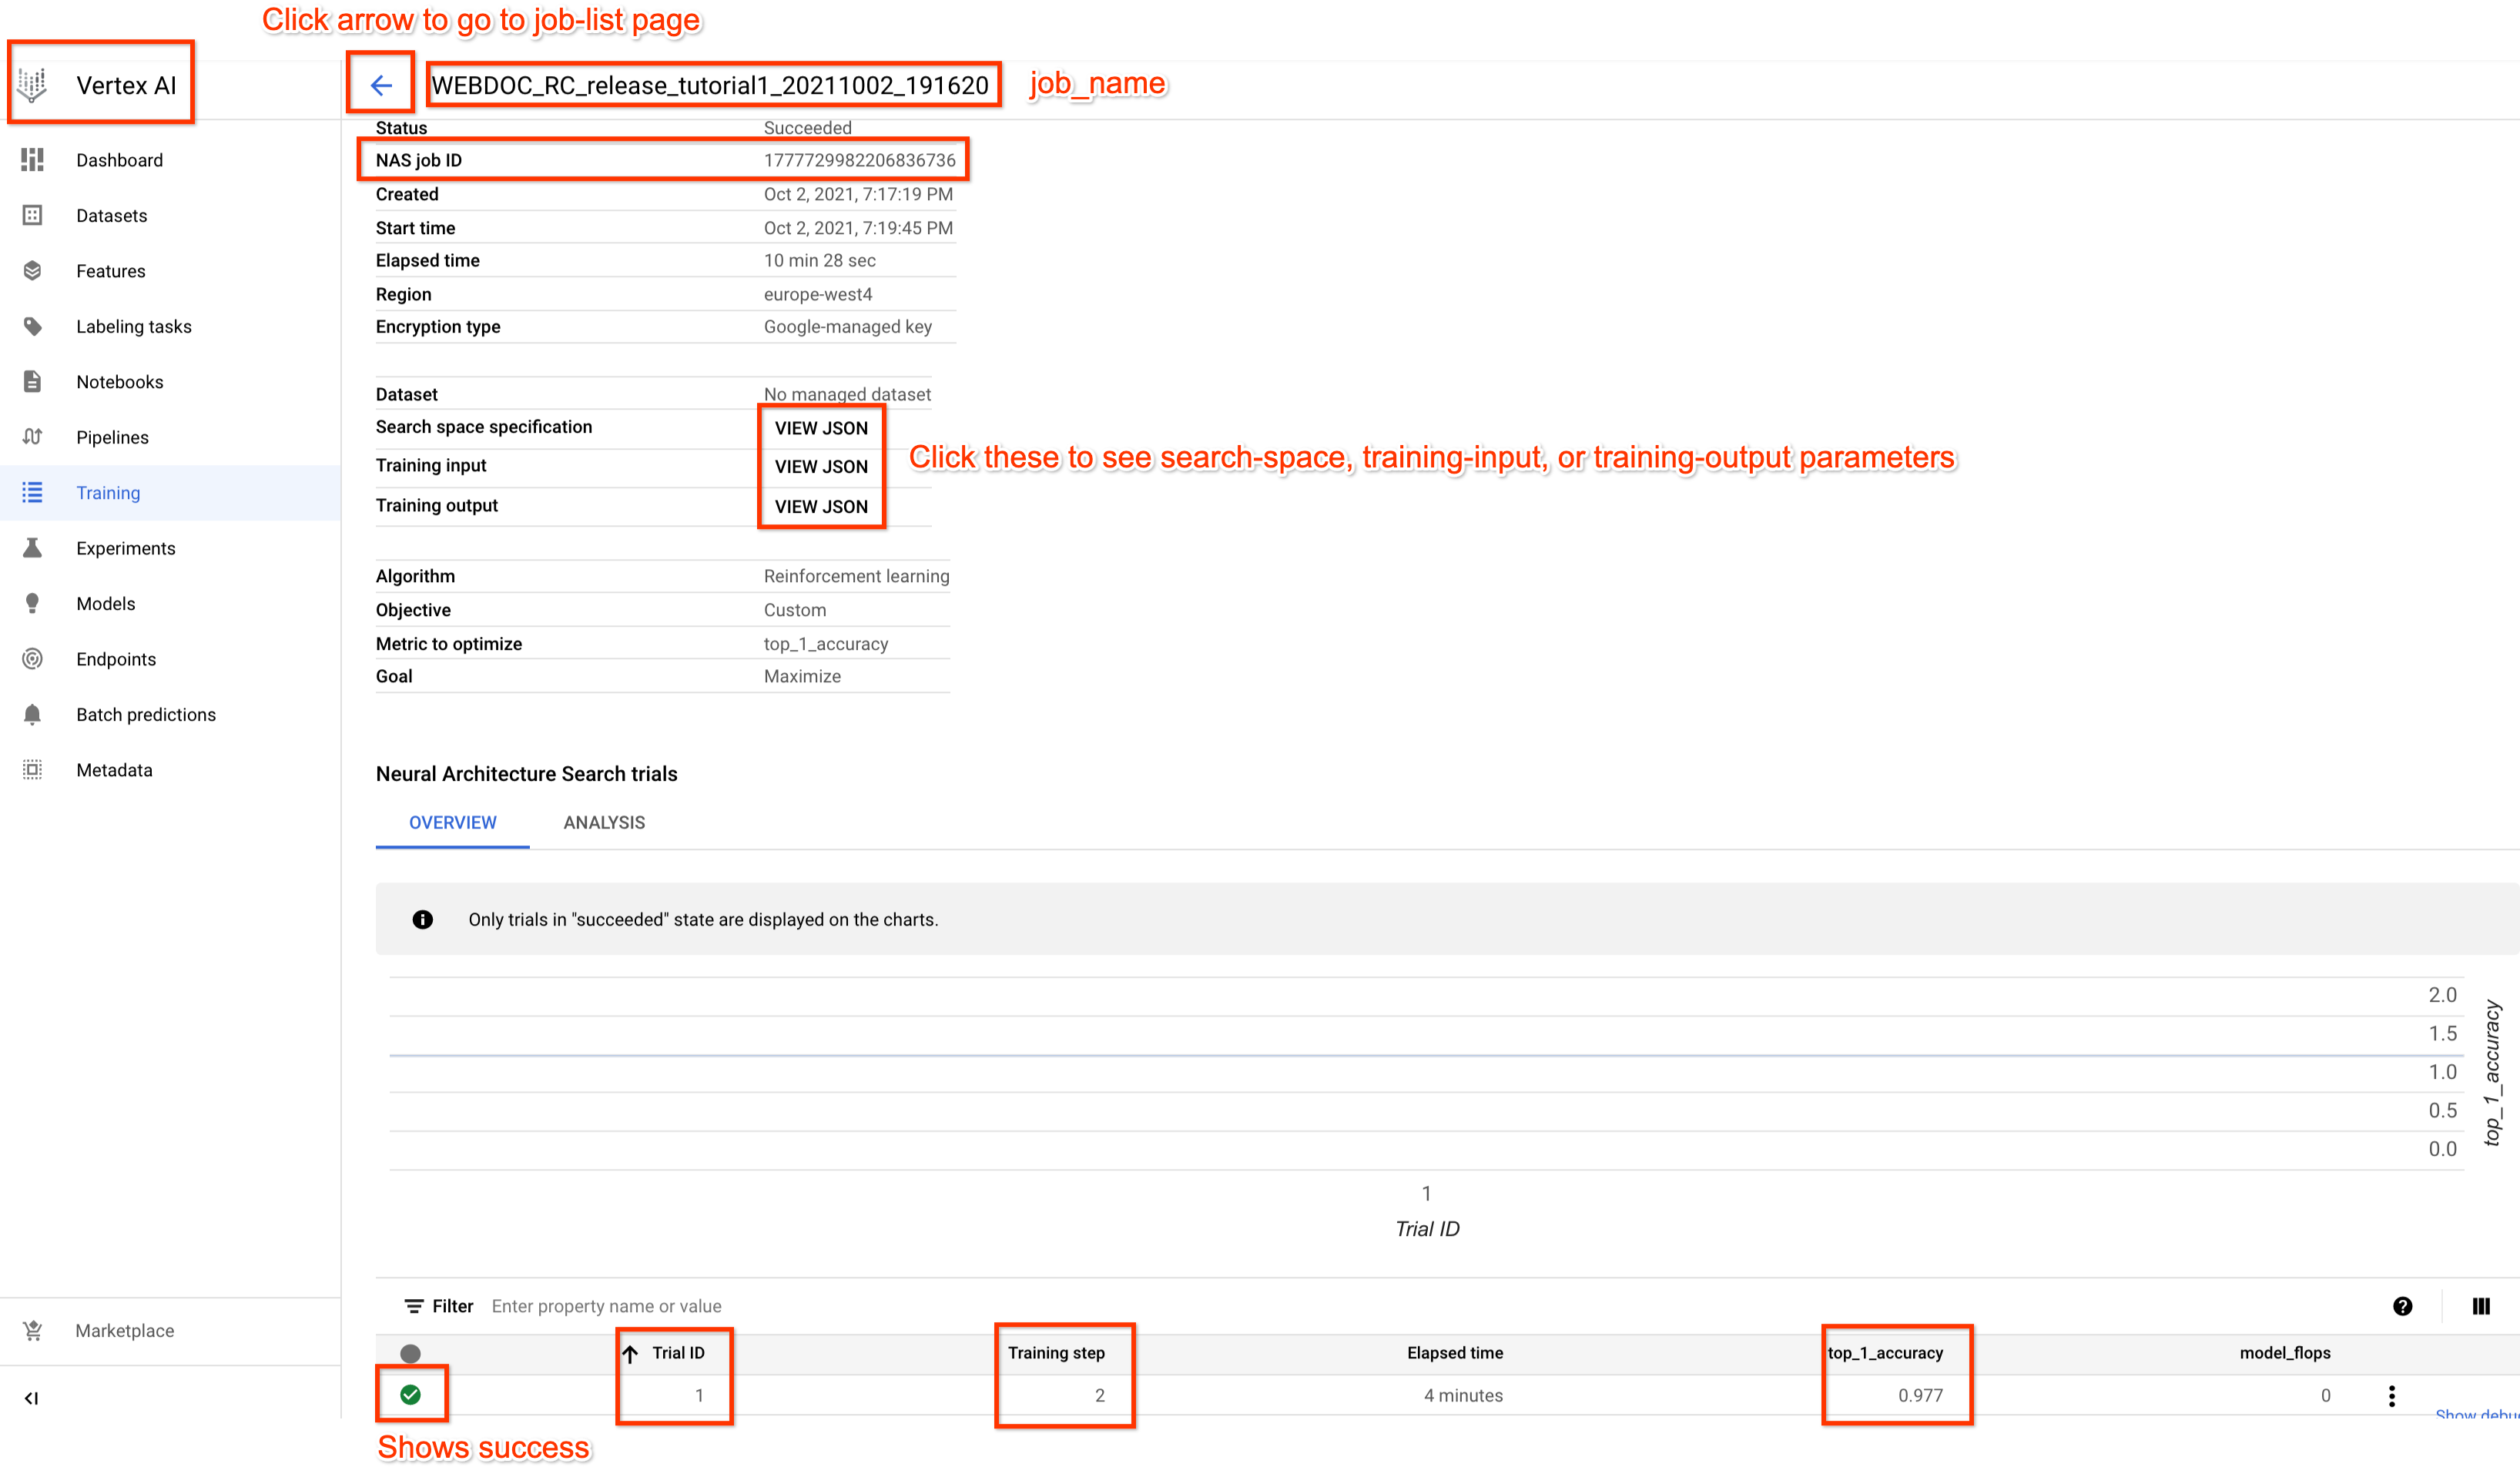 Click arrow to go to job-list page
Vertex AI
WEBDOC_RC_release_tutorial1_20211002_191620 job_name
Dashboard
Datasets
Features
Labeling tasks
Notebooks
Pipelines
Training
Experiments
Models
Endpoints
Batch predictions
Metadata
Marketplace
Status Succeeded
NAS job ID 1777729982206836736
Created Oct 2, 2021, 7:17:19 PM
Start time Oct 2, 2021, 7:19:45 PM
Elapsed time 10 min 28 sec
Region europe-west4
Encryption type Google-managed key
Dataset No managed dataset
Search space specification VIEW JSON
Training input VIEW JSON
Training output VIEW JSON
Click these to see search-space, training-input, or training-output parameters
Algorithm Reinforcement learning
Objective Custom
Metric to optimize top_1_accuracy
Goal Maximize
Neural Architecture Search trials
OVERVIEW ANALYSIS
Only trials in "succeeded" state are displayed on the charts.
2.0
1.5
1.0
0.5
0.0
top_1_accuracy
1
Trial ID
Filter Enter property name or value
Trial ID Training step Elapsed time top_1_accuracy model_flops
1 2 4 minutes 0.977 0
Show debu
Shows success